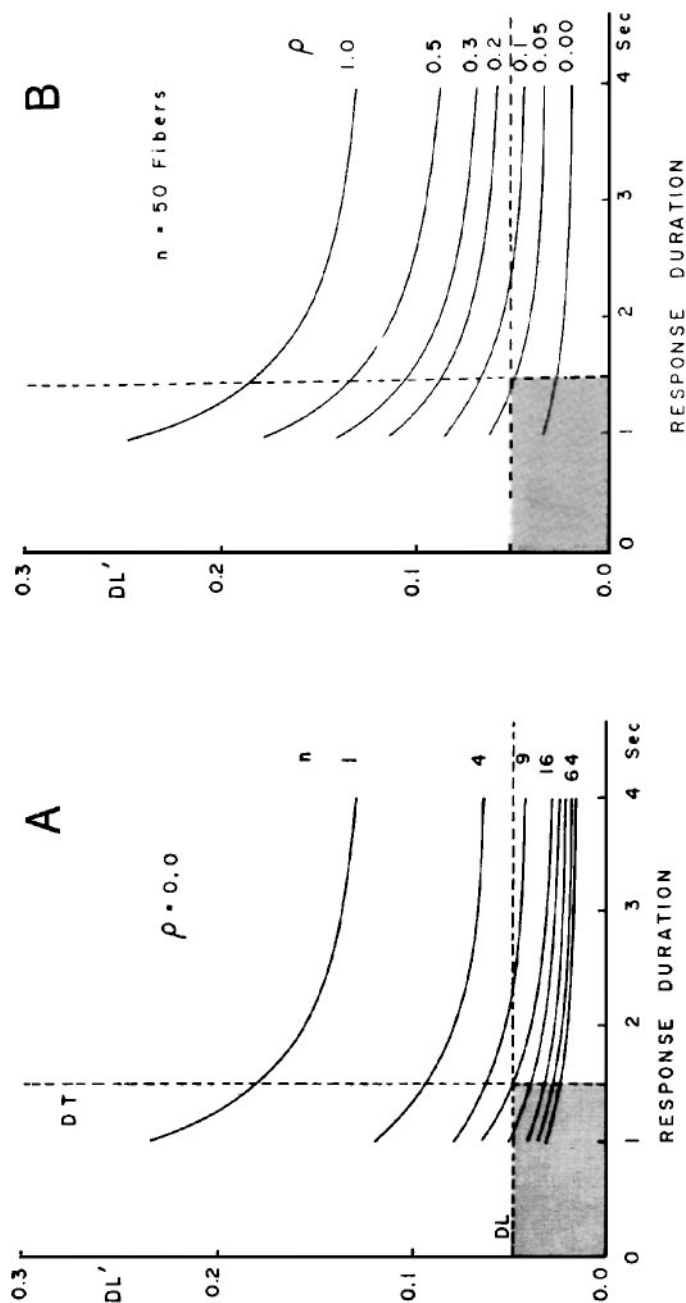 A
ρ = 0.0
0.3
DL′
0.2
0.1
0.0
DT
DL
n
1
4
9
16
64
0
1
2
3
4
Sec
RESPONSE DURATION
B
n = 50 Fibers
0.3
DL′
0.2
0.1
0.0
ρ
1.0
0.5
0.3
0.2
0.1
0.05
0.00
0
1
2
3
4
Sec
RESPONSE DURATION